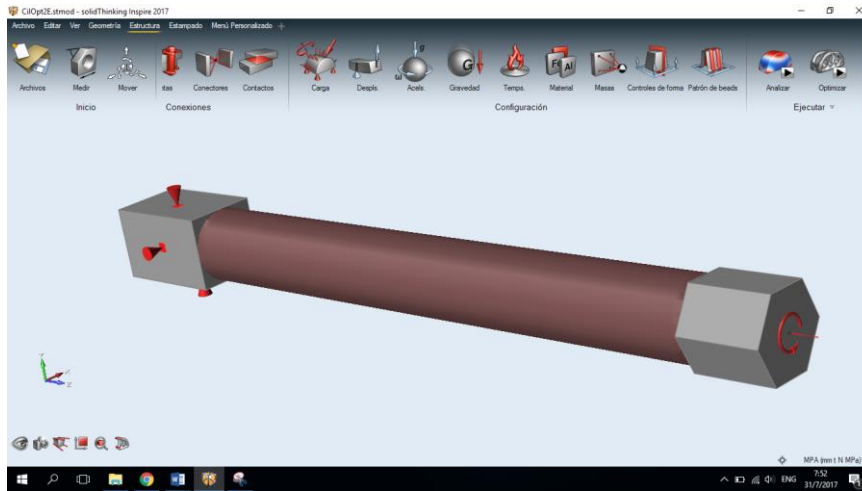 CilOpt2E.stmod - solidThinking Inspire 2017
Archivo Editar Ver Geometría Estructura Estampado Menú Personalizado +
Archivos Medir Mover itas Conectores Contactos Carga Despls. Acels. Gravedad Temps. Material Masas Controles de forma Patrón de beads Analizar Optimizar
Inicio Conexiones Configuración Ejecutar
Y X Z
MPA (mm t N MPa)
ENG 7:52
31/7/2017